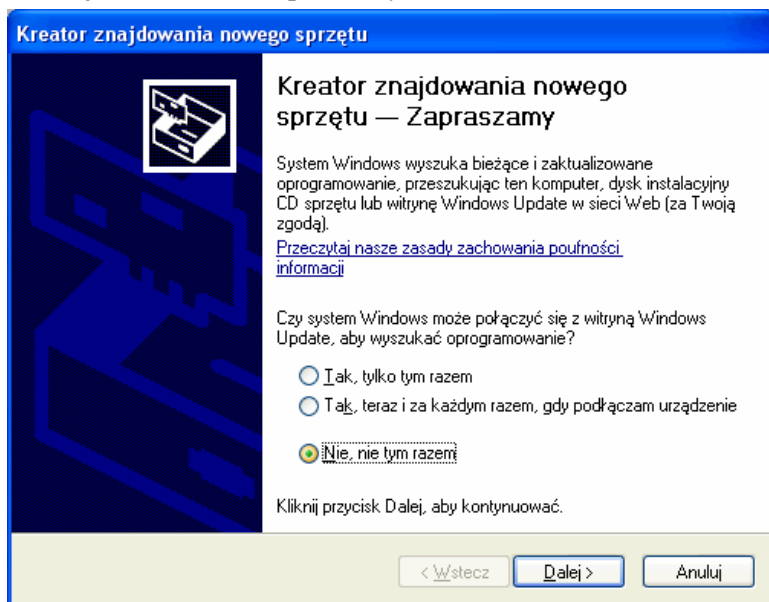 Kreator znajdowania nowego sprzętu
Kreator znajdowania nowego
sprzętu — Zapraszamy
System Windows wyszuka bieżące i zaktualizowane
oprogramowanie, przeszukując ten komputer, dysk instalacyjny
CD sprzętu lub witrynę Windows Update w sieci Web (za Twoją
zgodą).
Przeczytaj nasze zasady zachowania poufności
informacji
Czy system Windows może połączyć się z witryną Windows
Update, aby wyszukać oprogramowanie?
Tak, tylko tym razem
Tak, teraz i za każdym razem, gdy podłączam urządzenie
Nie, nie tym razem
Kliknij przycisk Dalej, aby kontynuować.
< Wstecz Dalej > Anuluj